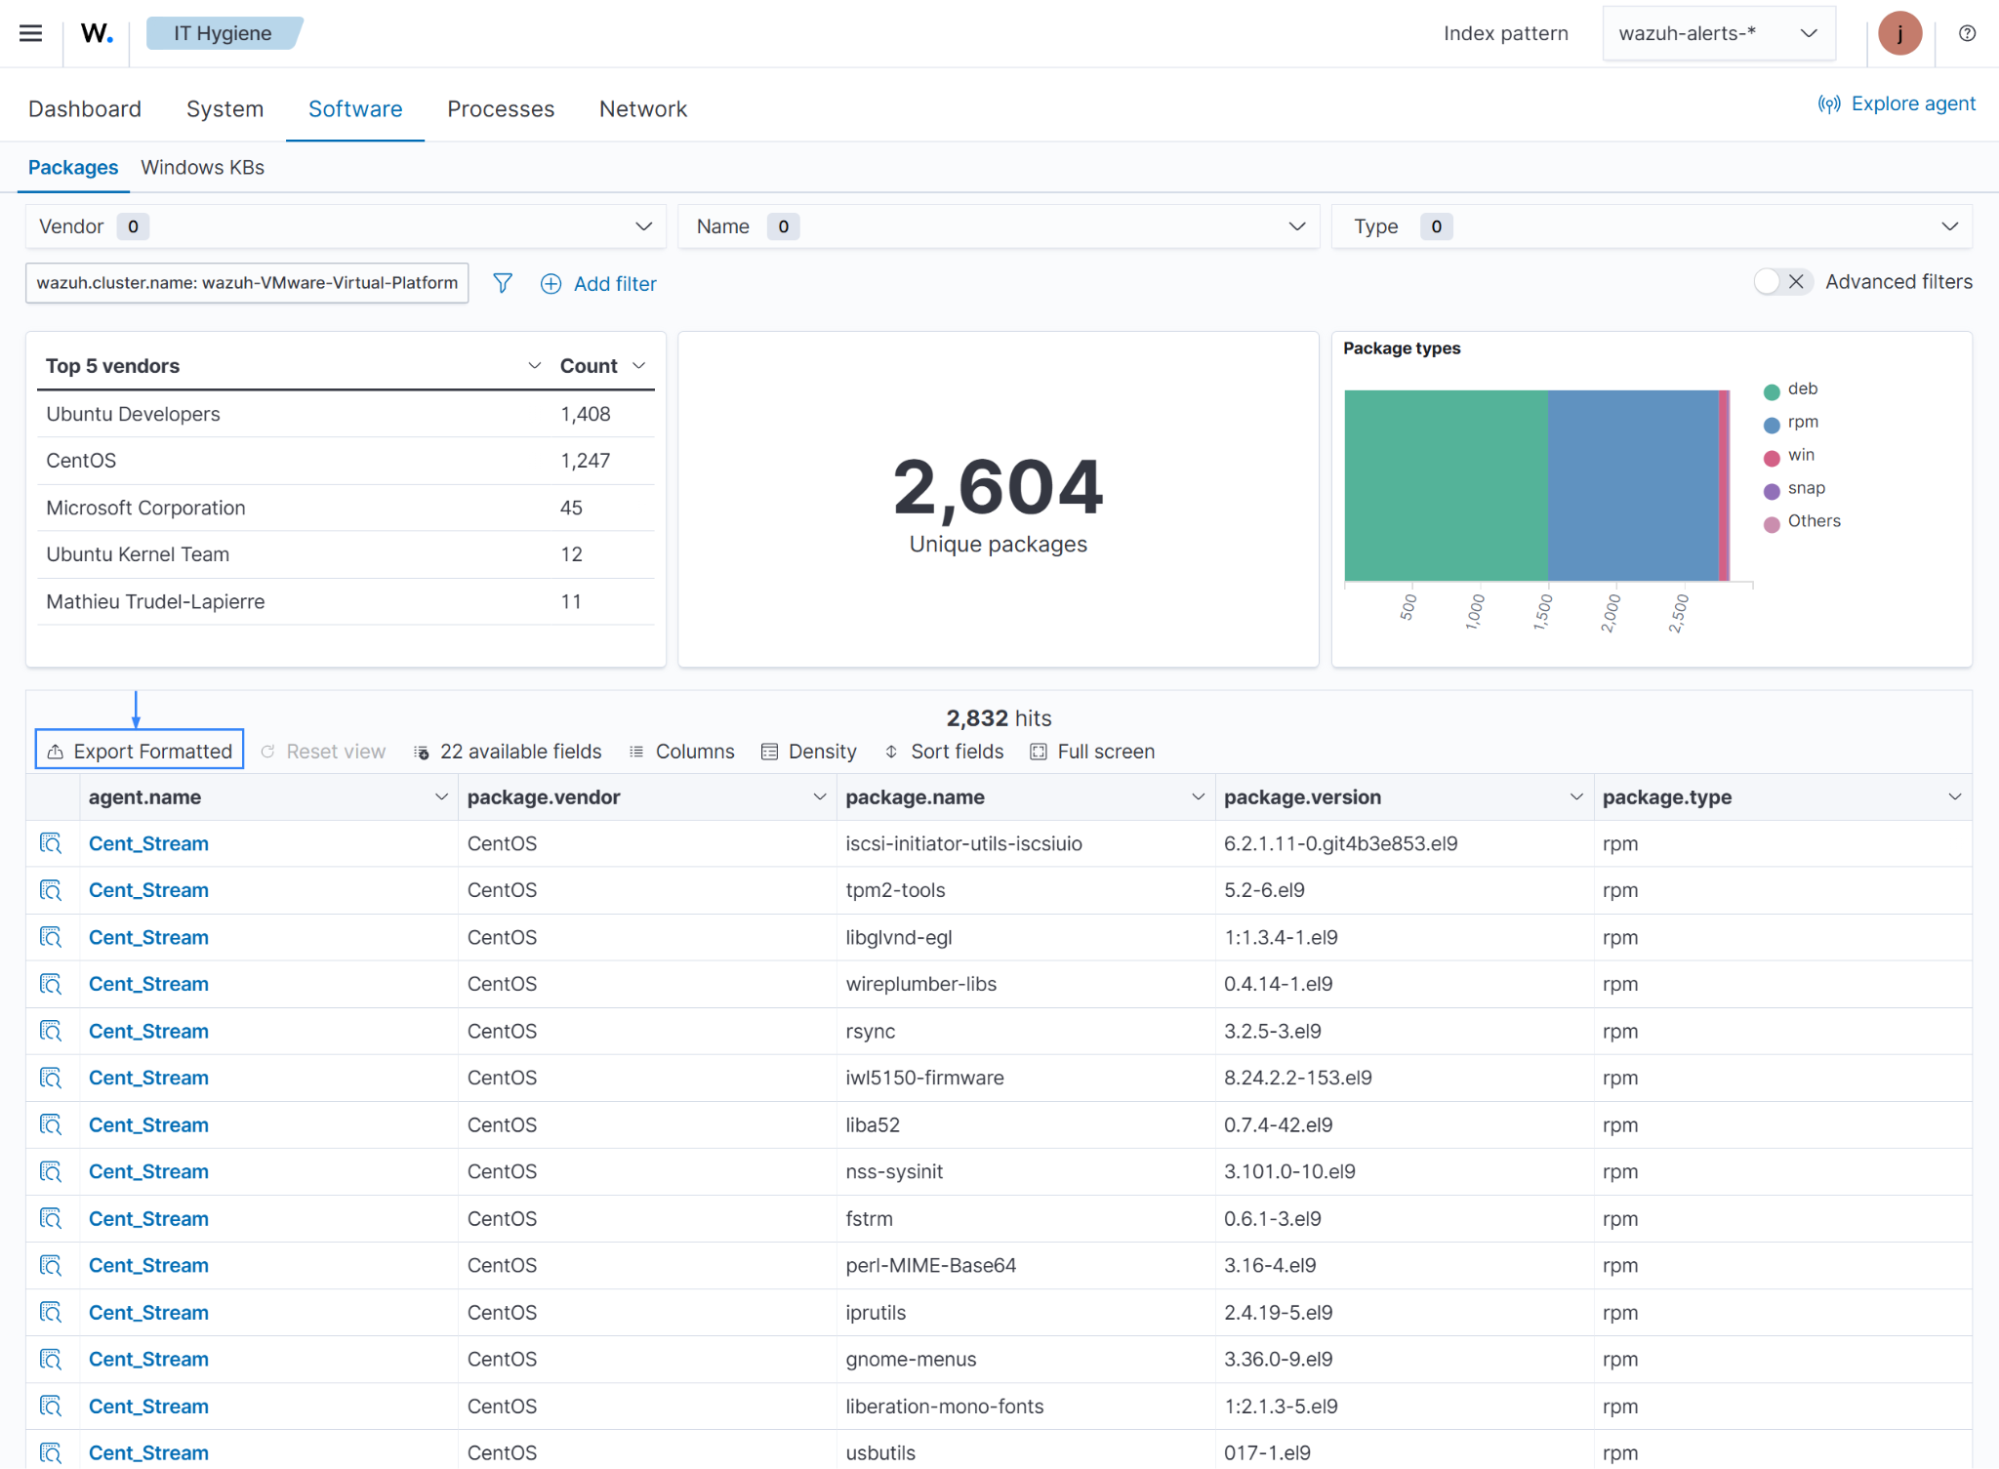 W.
IT Hygiene
Index pattern
wazuh-alerts-*
j
Dashboard
System
Software
Processes
Network
Explore agent
Packages
Windows KBs
Vendor 0
Name 0
Type 0
wazuh.cluster.name: wazuh-VMware-Virtual-Platform
Add filter
Advanced filters
Top 5 vendors Count
Ubuntu Developers 1,408
CentOS 1,247
Microsoft Corporation 45
Ubuntu Kernel Team 12
Mathieu Trudel-Lapierre 11
2,604
Unique packages
Package types
deb
rpm
win
snap
Others
500
1,000
1,500
2,000
2,500
2,832 hits
Export Formatted
Reset view
22 available fields
Columns
Density
Sort fields
Full screen
agent.name package.vendor package.name package.version package.type
Cent_Stream CentOS iscsi-initiator-utils-iscsiuio 6.2.1.11-0.git4b3e853.el9 rpm
Cent_Stream CentOS tpm2-tools 5.2-6.el9 rpm
Cent_Stream CentOS libglvnd-egl 1:1.3.4-1.el9 rpm
Cent_Stream CentOS wireplumber-libs 0.4.14-1.el9 rpm
Cent_Stream CentOS rsync 3.2.5-3.el9 rpm
Cent_Stream CentOS iwl5150-firmware 8.24.2.2-153.el9 rpm
Cent_Stream CentOS liba52 0.7.4-42.el9 rpm
Cent_Stream CentOS nss-sysinit 3.101.0-10.el9 rpm
Cent_Stream CentOS fstrm 0.6.1-3.el9 rpm
Cent_Stream CentOS perl-MIME-Base64 3.16-4.el9 rpm
Cent_Stream CentOS iprutils 2.4.19-5.el9 rpm
Cent_Stream CentOS gnome-menus 3.36.0-9.el9 rpm
Cent_Stream CentOS liberation-mono-fonts 1:2.1.3-5.el9 rpm
Cent_Stream CentOS usbutils 017-1.el9 rpm